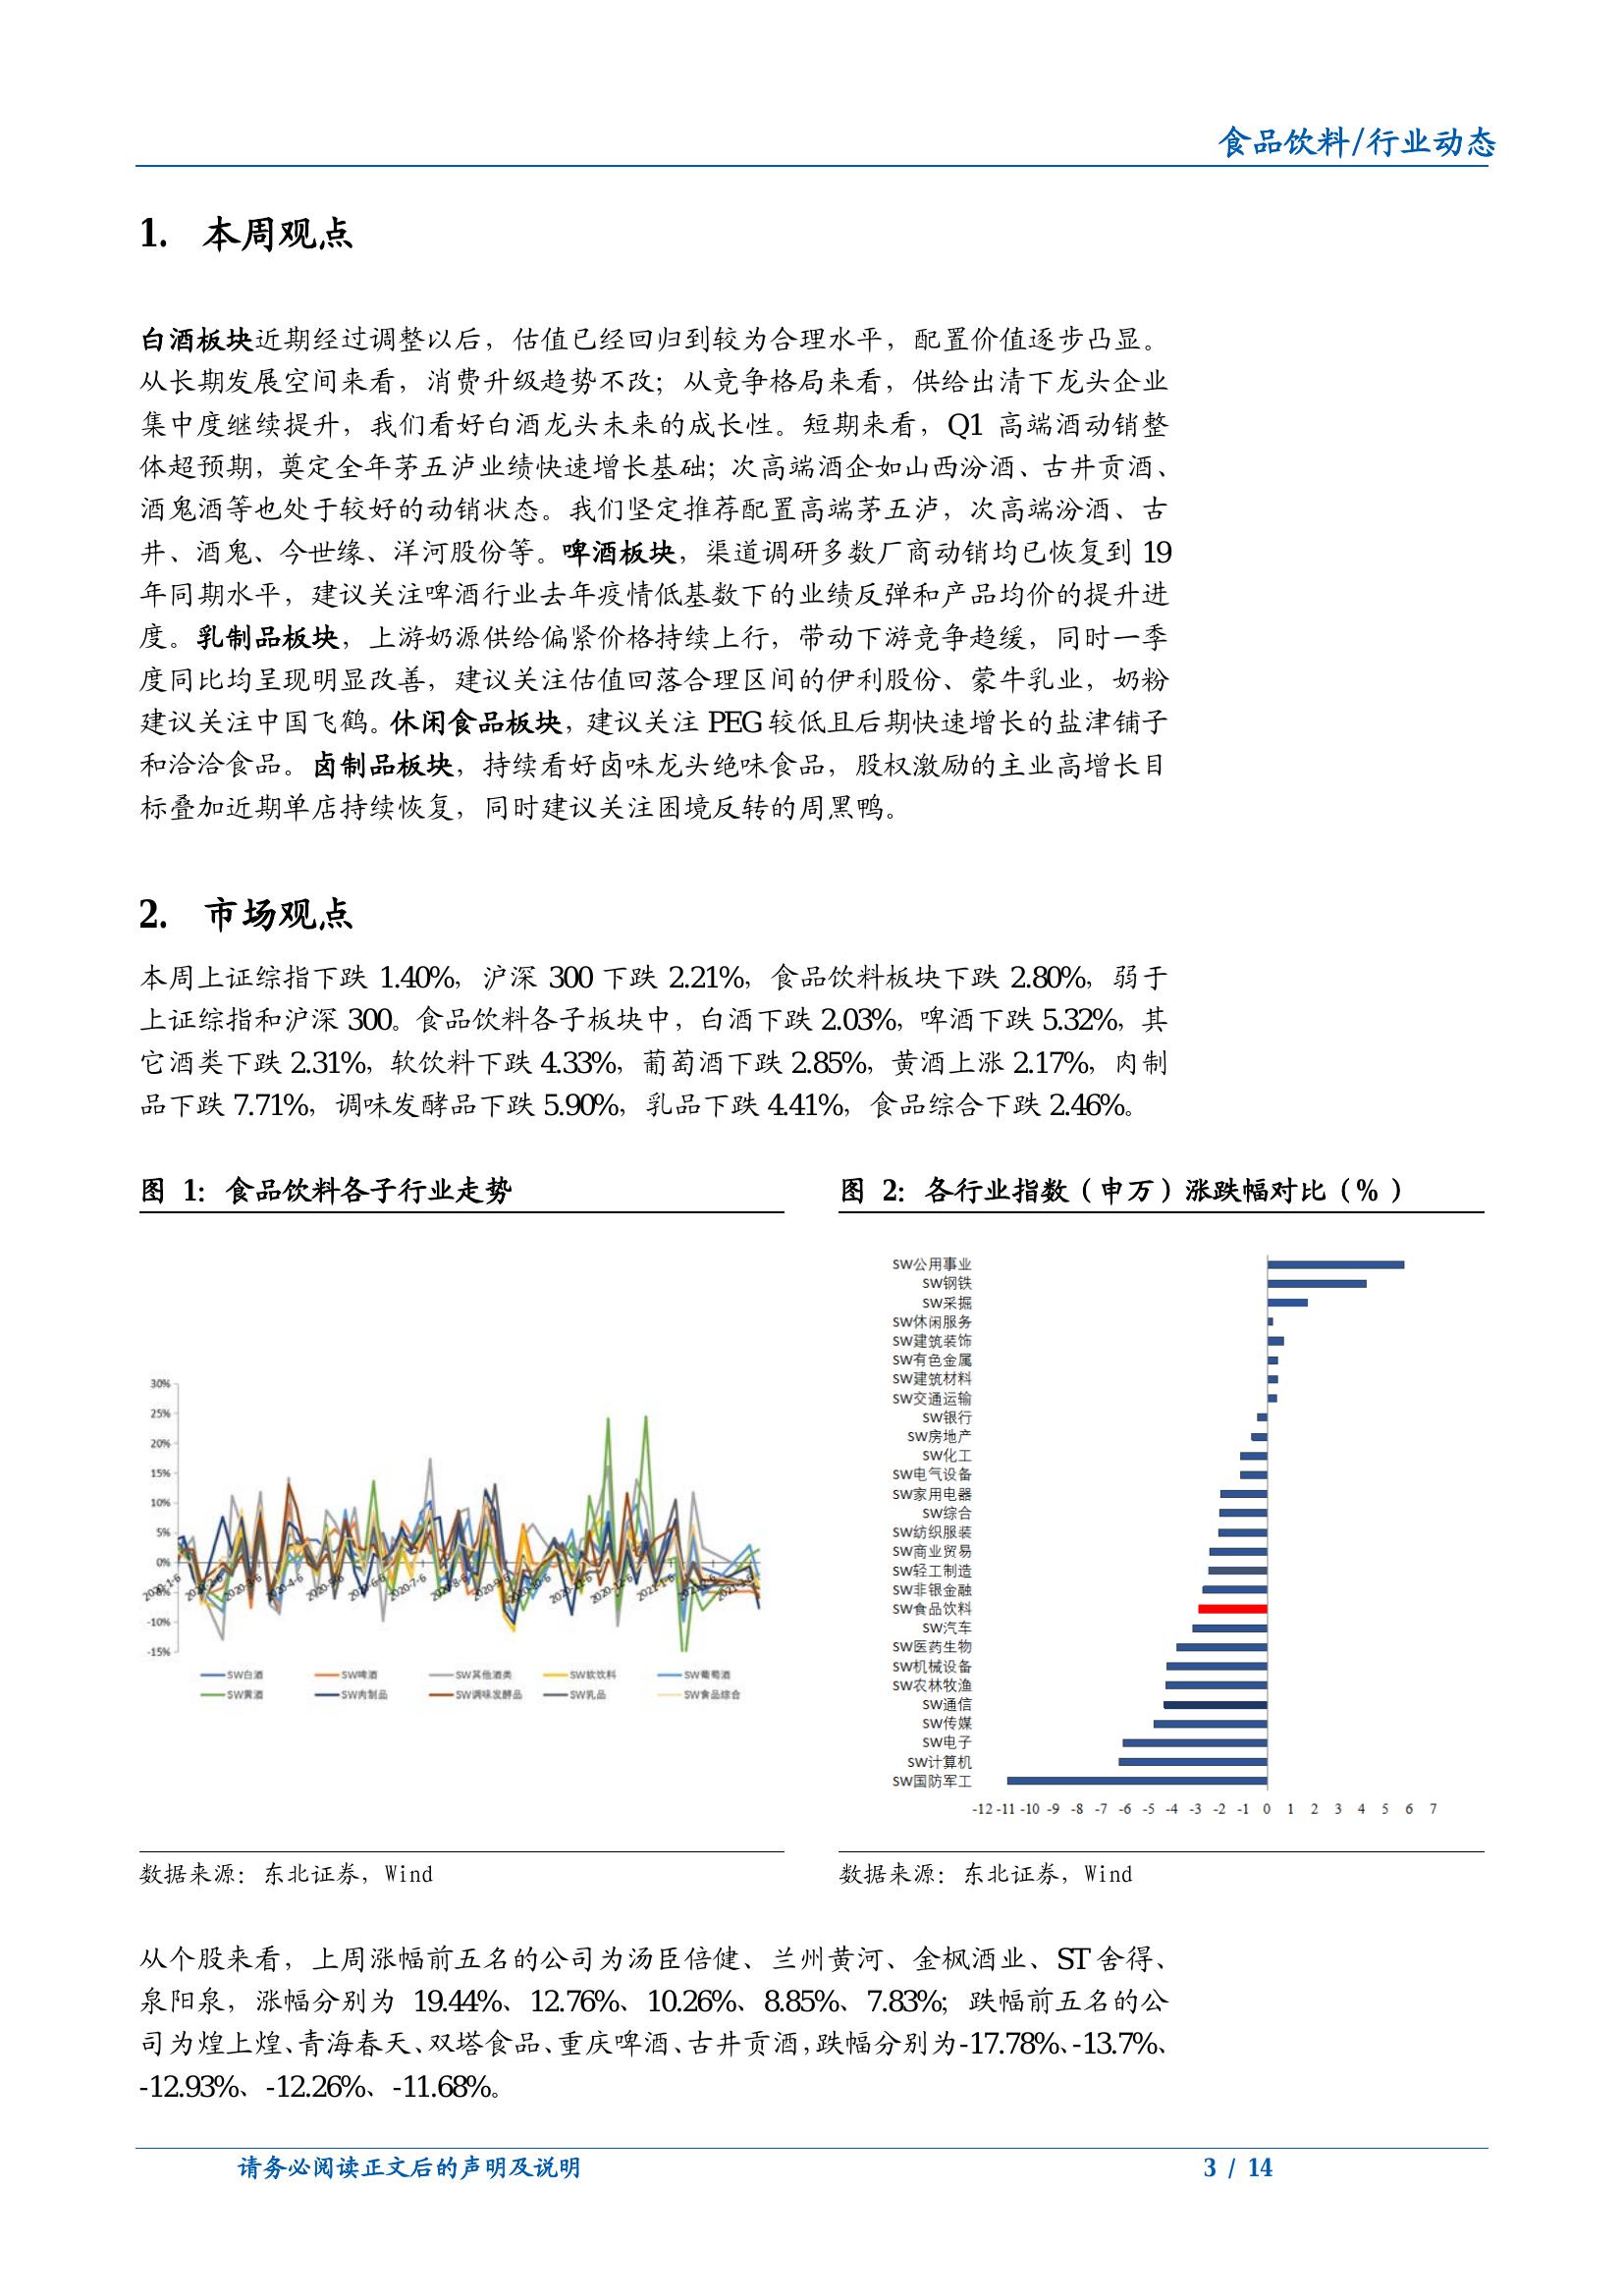 食品饮料/行业动态
1. 本周观点
白酒板块近期经过调整以后，估值已经回归到较为合理水平，配置价值逐步凸显。
从长期发展空间来看，消费升级趋势不改；从竞争格局来看，供给出清下龙头企业
集中度继续提升，我们看好白酒龙头未来的成长性。短期来看，Q1 高端酒动销整
体超预期，奠定全年茅五泸业绩快速增长基础；次高端酒企如山西汾酒、古井贡酒、
酒鬼酒等也处于较好的动销状态。我们坚定推荐配置高端茅五泸，次高端汾酒、古
井、酒鬼、今世缘、洋河股份等。啤酒板块，渠道调研多数厂商动销均已恢复到 19
年同期水平，建议关注啤酒行业去年疫情低基数下的业绩反弹和产品均价的提升进
度。乳制品板块，上游奶源供给偏紧价格持续上行，带动下游竞争趋缓，同时一季
度同比均呈现明显改善，建议关注估值回落合理区间的伊利股份、蒙牛乳业，奶粉
建议关注中国飞鹤。休闲食品板块，建议关注 PEG 较低且后期快速增长的盐津铺子
和洽洽食品。卤制品板块，持续看好卤味龙头绝味食品，股权激励的主业高增长目
标叠加近期单店持续恢复，同时建议关注困境反转的周黑鸭。
2. 市场观点
本周上证综指下跌 1.40%，沪深 300 下跌 2.21%，食品饮料板块下跌 2.80%，弱于
上证综指和沪深 300。食品饮料各子板块中，白酒下跌 2.03%，啤酒下跌 5.32%，其
它酒类下跌 2.31%，软饮料下跌 4.33%，葡萄酒下跌 2.85%，黄酒上涨 2.17%，肉制
品下跌 7.71%，调味发酵品下跌 5.90%，乳品下跌 4.41%，食品综合下跌 2.46%。
图 1：食品饮料各子行业走势
30%
25%
20%
15%
10%
5%
0%
-5%
-10%
-15%
2020-1-6 2020-2-6 2020-3-6 2020-4-6 2020-5-6 2020-6-6 2020-7-6 2020-8-6 2020-9-6 2020-10-6 2020-11-6 2020-12-6 2021-1-6 2021-2-6 2021-3-6
SW白酒 SW啤酒 SW其他酒类 SW软饮料 SW葡萄酒
SW黄酒 SW肉制品 SW调味发酵品 SW乳品 SW食品综合
数据来源：东北证券，Wind
图 2：各行业指数（申万）涨跌幅对比（%）
SW公用事业
SW钢铁
SW采掘
SW休闲服务
SW建筑装饰
SW有色金属
SW建筑材料
SW交通运输
SW银行
SW房地产
SW化工
SW电气设备
SW家用电器
SW综合
SW纺织服装
SW商业贸易
SW轻工制造
SW非银金融
SW食品饮料
SW汽车
SW医药生物
SW机械设备
SW农林牧渔
SW通信
SW传媒
SW电子
SW计算机
SW国防军工
-12 -11 -10 -9 -8 -7 -6 -5 -4 -3 -2 -1 0 1 2 3 4 5 6 7
数据来源：东北证券，Wind
从个股来看，上周涨幅前五名的公司为汤臣倍健、兰州黄河、金枫酒业、ST 舍得、
泉阳泉，涨幅分别为 19.44%、12.76%、10.26%、8.85%、7.83%；跌幅前五名的公
司为煌上煌、青海春天、双塔食品、重庆啤酒、古井贡酒，跌幅分别为-17.78%、-13.7%、
-12.93%、-12.26%、-11.68%。
请务必阅读正文后的声明及说明 3 / 14